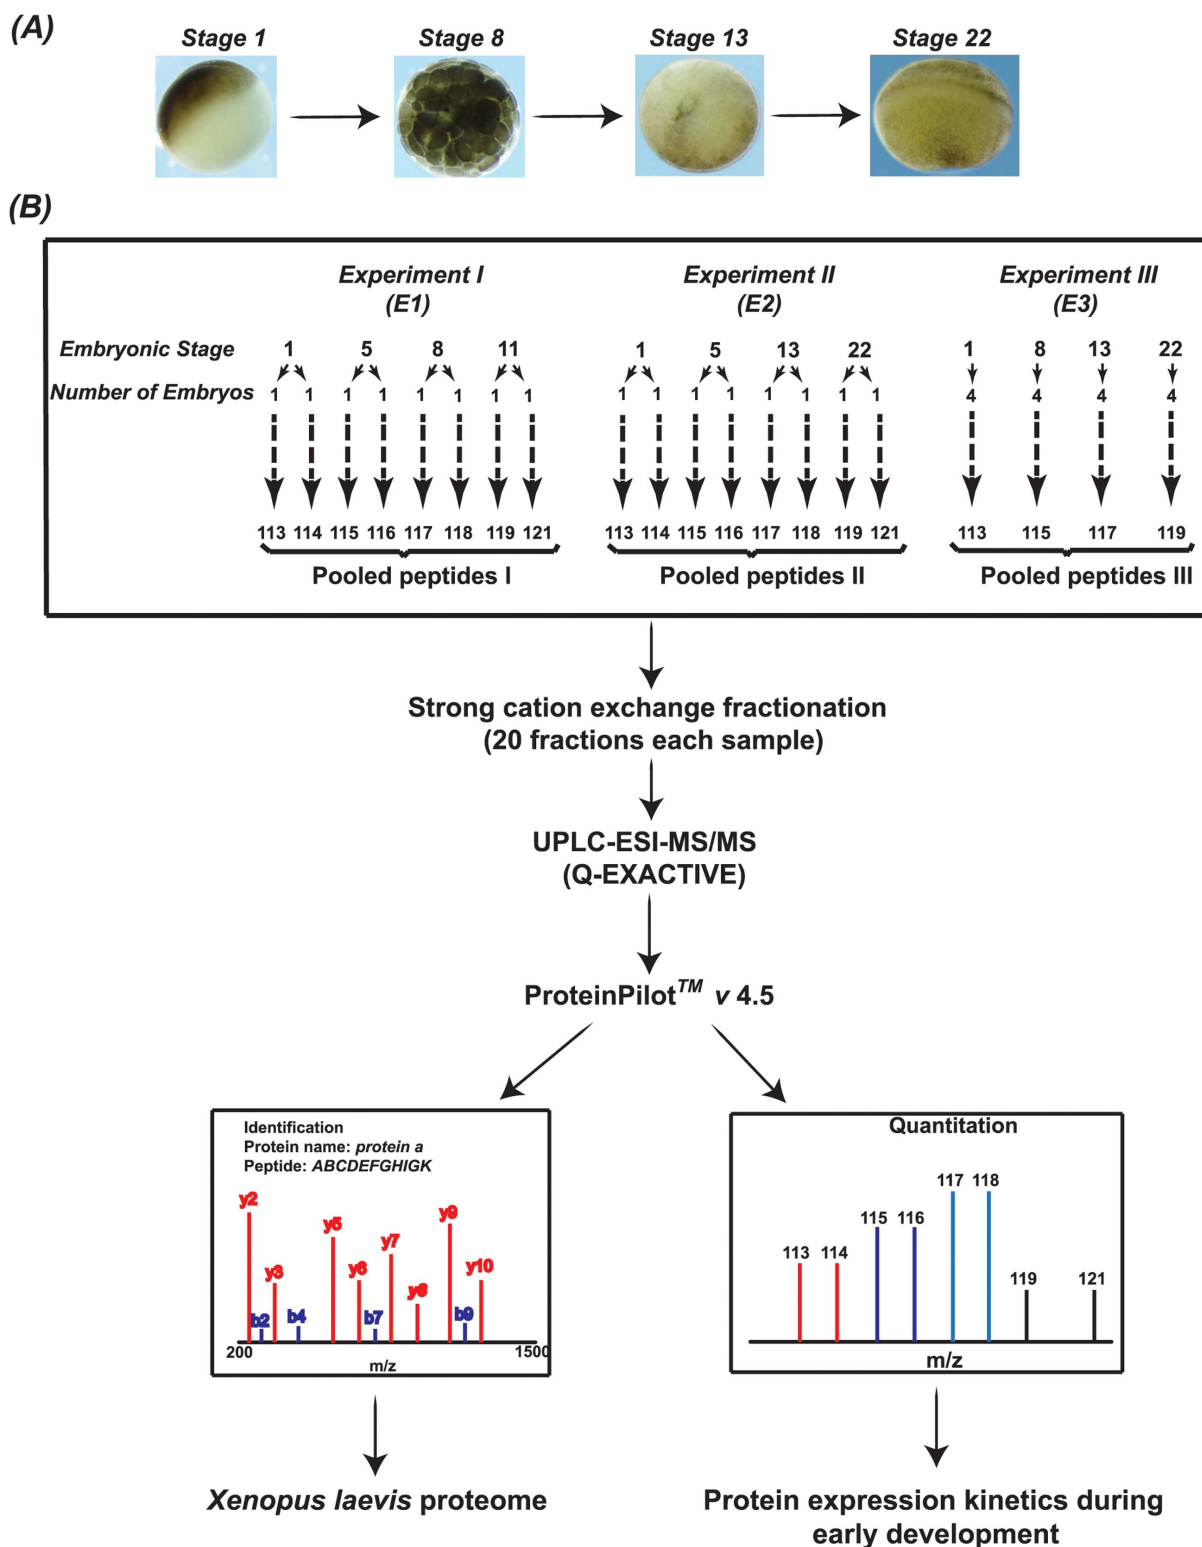 (A)
Stage 1 Stage 8 Stage 13 Stage 22
(B)
Experiment I Experiment II Experiment III
(E1) (E2) (E3)
Embryonic Stage 1 5 8 11 1 5 13 22 1 8 13 22
Number of Embryos 1 1 1 1 1 1 1 1 1 1 1 1 1 1 1 1 4 4 4 4
113 114 115 116 117 118 119 121 113 114 115 116 117 118 119 121 113 115 117 119
Pooled peptides I Pooled peptides II Pooled peptides III
Strong cation exchange fractionation
(20 fractions each sample)
UPLC-ESI-MS/MS
(Q-EXACTIVE)
ProteinPilot™ v 4.5
Identification
Protein name: protein a
Peptide: ABCDEFGHIGK
y2 y3 y5 y6 y7 y8 y9 y10
b2 b4 b7 b9
200 1500
m/z
Quantitation
113 114 115 116 117 118 119 121
m/z
Xenopus laevis proteome
Protein expression kinetics during
early development